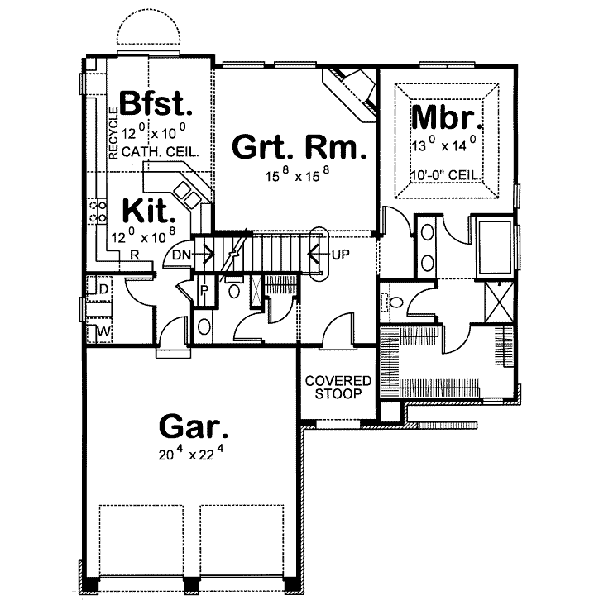 Bfst.
12⁰ x 10⁰
CATH. CEIL.
RECYCLE
Grt. Rm.
15⁸ x 15⁸
Mbr.
13⁰ x 14⁰
10'-0" CEIL.
Kit.
12⁰ x 10⁸
R
DN
UP
D
W
P
COVERED
STOOP
Gar.
20⁴ x 22⁴